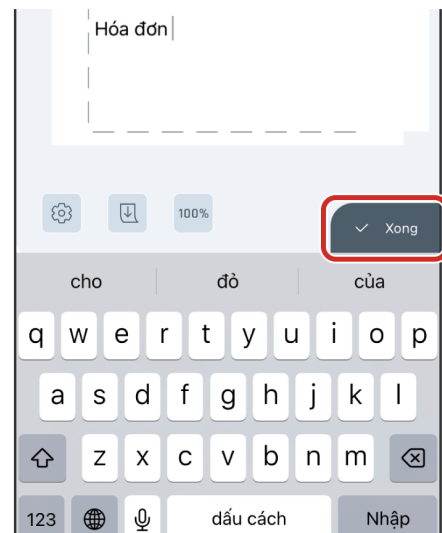 Hóa đơn
100%
Xong
cho đỏ của
q w e r t y u i o p
a s d f g h j k l
z x c v b n m
123 dấu cách Nhập